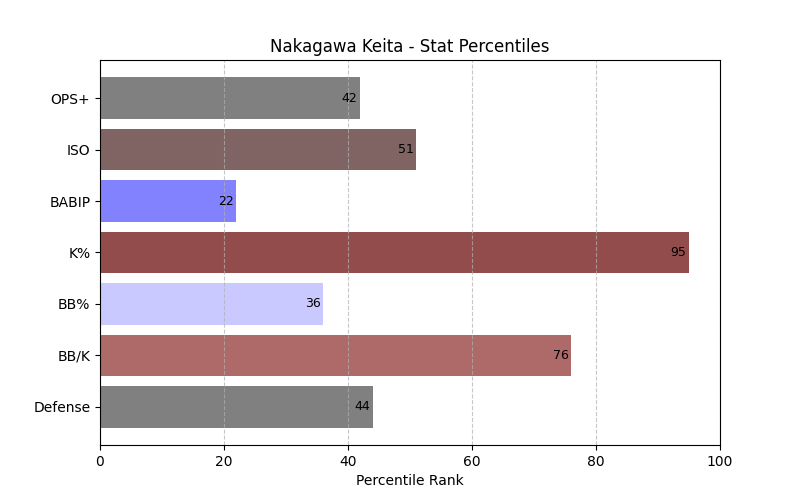 Nakagawa Keita - Stat Percentiles
OPS+ 42
ISO 51
BABIP 22
K% 95
BB% 36
BB/K 76
Defense 44
0 20 40 60 80 100
Percentile Rank